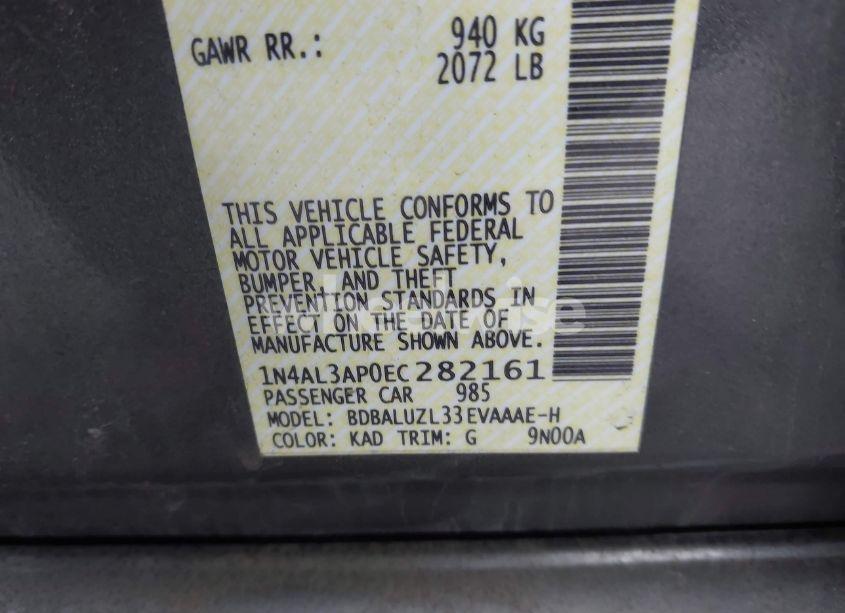 GAWR RR.: 940 KG
2072 LB
THIS VEHICLE CONFORMS TO
ALL APPLICABLE FEDERAL
MOTOR VEHICLE SAFETY,
BUMPER, AND THEFT
PREVENTION STANDARDS IN
EFFECT ON THE DATE OF
MANUFACTURE SHOWN ABOVE.
1N4AL3AP0EC282161
PASSENGER CAR 985
MODEL: BDBALUZL33EVAAAE-H
COLOR: KAD TRIM: G 9N00A